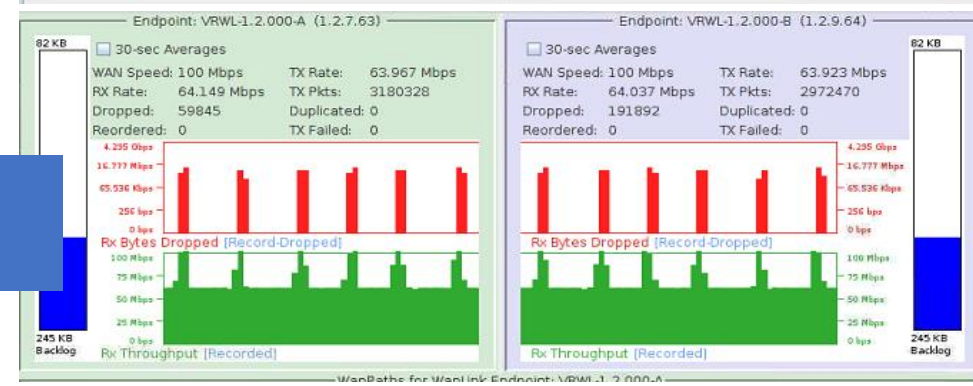 Endpoint: VRWL-1.2.000-A (1.2.7.63)
82 KB
30-sec Averages
WAN Speed: 100 Mbps TX Rate: 63.967 Mbps
RX Rate: 64.149 Mbps TX Pkts: 3180328
Dropped: 59845 Duplicated: 0
Reordered: 0 TX Failed: 0
4.295 Gbps
16.777 Mbps
65.536 Kbps
256 bps
0 bps
Rx Bytes Dropped [Record-Dropped]
100 Mbps
75 Mbps
50 Mbps
25 Mbps
0 bps
245 KB
Backlog
Rx Throughput [Recorded]
Endpoint: VRWL-1.2.000-B (1.2.9.64)
82 KB
30-sec Averages
WAN Speed: 100 Mbps TX Rate: 63.923 Mbps
RX Rate: 64.037 Mbps TX Pkts: 2972470
Dropped: 191892 Duplicated: 0
Reordered: 0 TX Failed: 0
4.295 Gbps
16.777 Mbps
65.536 Kbps
256 bps
0 bps
Rx Bytes Dropped [Record-Dropped]
100 Mbps
75 Mbps
50 Mbps
25 Mbps
0 bps
245 KB
Backlog
Rx Throughput [Recorded]
WanPaths for WanLink Endpoint: VRWL-1.2.000-A